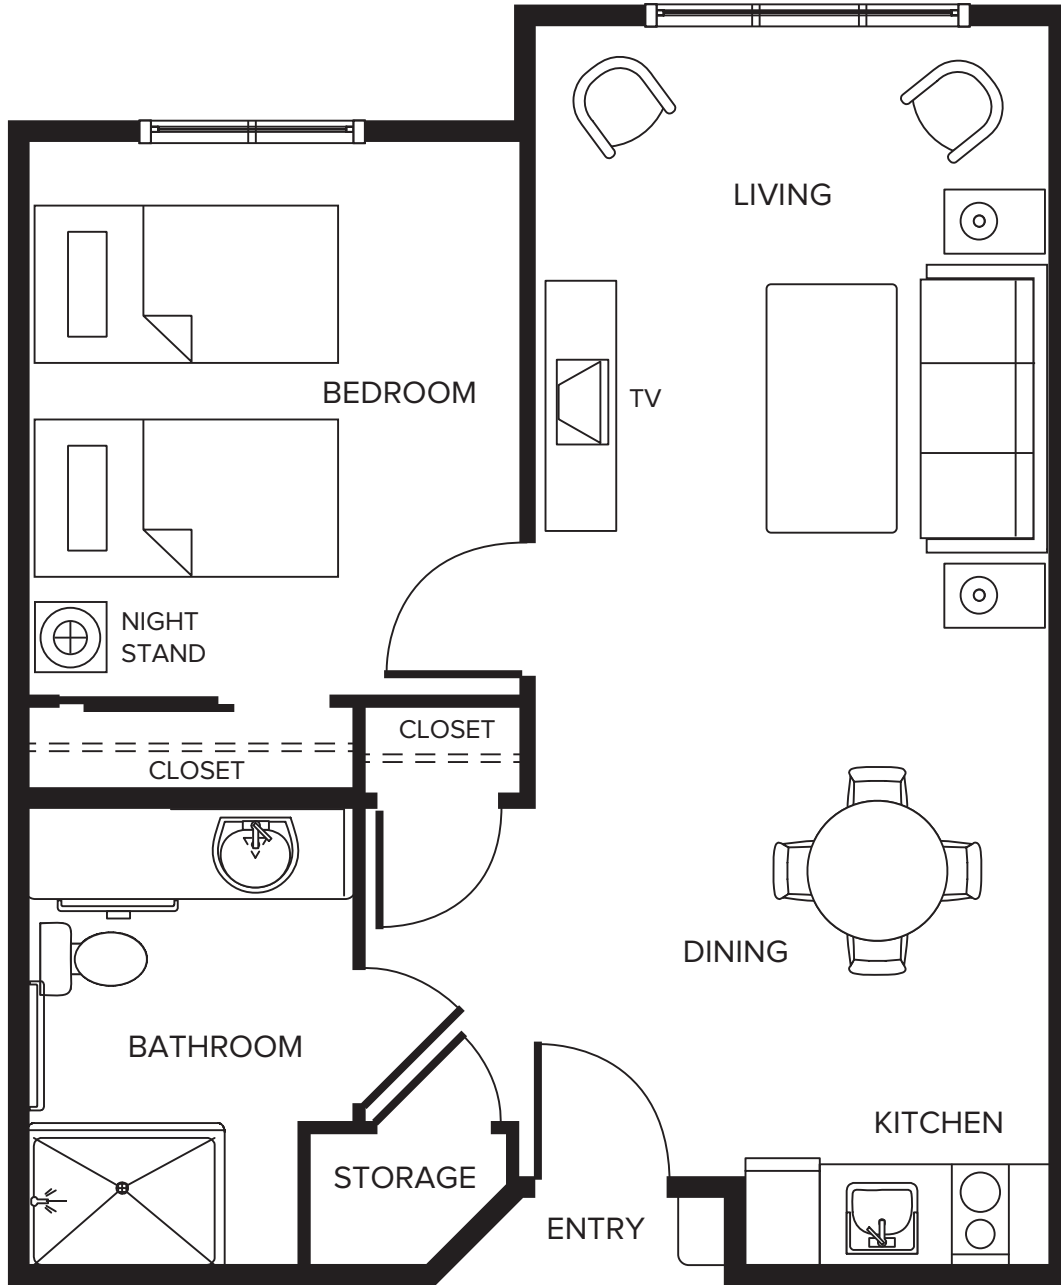 LIVING
BEDROOM
TV
NIGHT
STAND
CLOSET
CLOSET
DINING
BATHROOM
KITCHEN
STORAGE
ENTRY